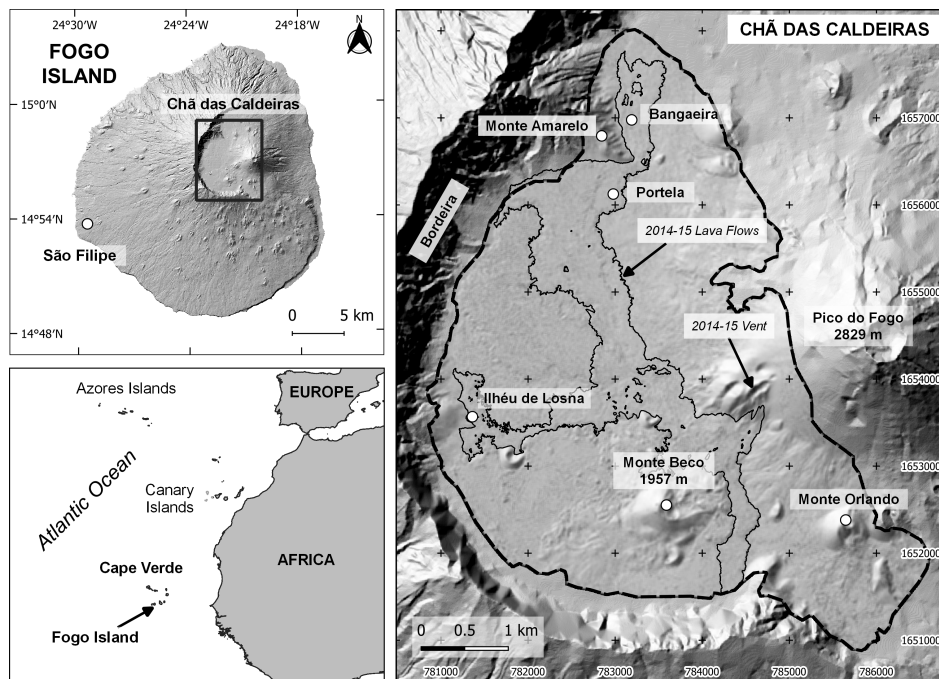 24°30'W
24°24'W
24°18'W
N
FOGO
ISLAND
Chã das Caldeiras
15°0'N
14°54'N
São Filipe
0
5 km
14°48'N
Azores Islands
EUROPE
Atlantic Ocean
Canary
Islands
Cape Verde
AFRICA
Fogo Island
CHÃ DAS CALDEIRAS
Monte Amarelo
Bangaeira
1657000
Bordeira
Portela
1656000
2014-15 Lava Flows
1655000
2014-15 Vent
Pico do Fogo
2829 m
1654000
Ilhéu de Losna
1653000
Monte Beco
1957 m
Monte Orlando
1652000
0
0.5
1 km
1651000
781000
782000
783000
784000
785000
786000